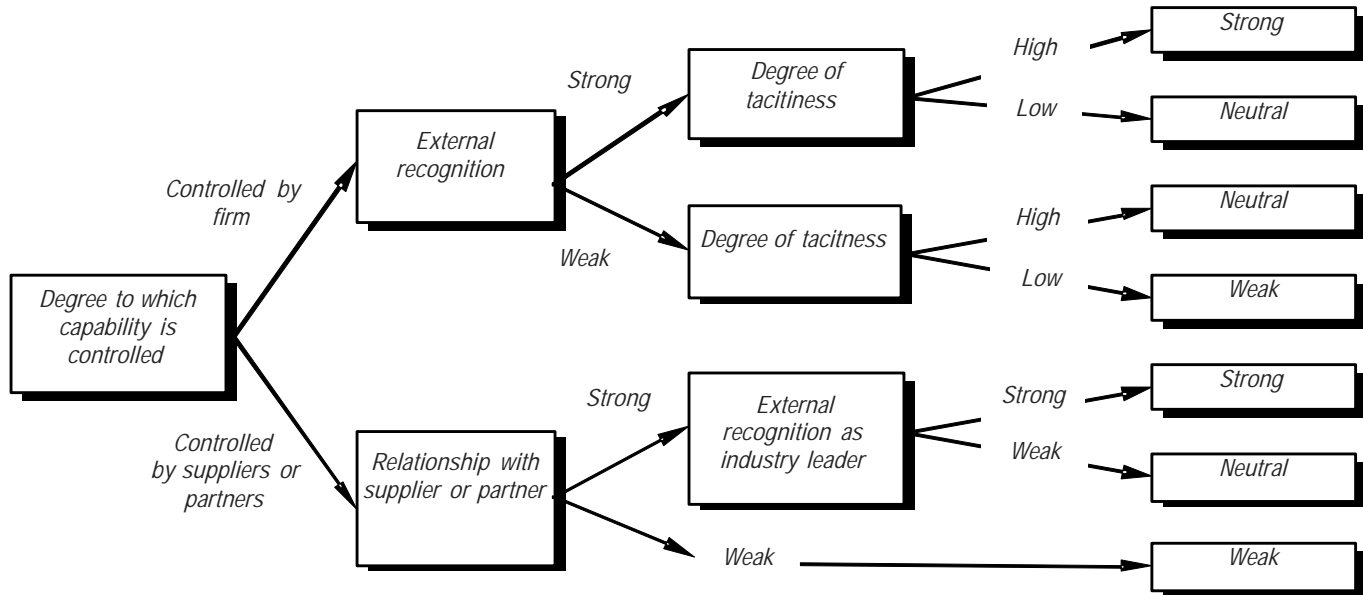 Degree to which
capability is
controlled
Controlled by
firm
Controlled
by suppliers or
partners
External
recognition
Relationship with
supplier or partner
Strong
Weak
Strong
Weak
Degree of
tacitiness
Degree of tacitness
External
recognition as
industry leader
High
Low
High
Low
Strong
Weak
Strong
Neutral
Neutral
Weak
Strong
Neutral
Weak